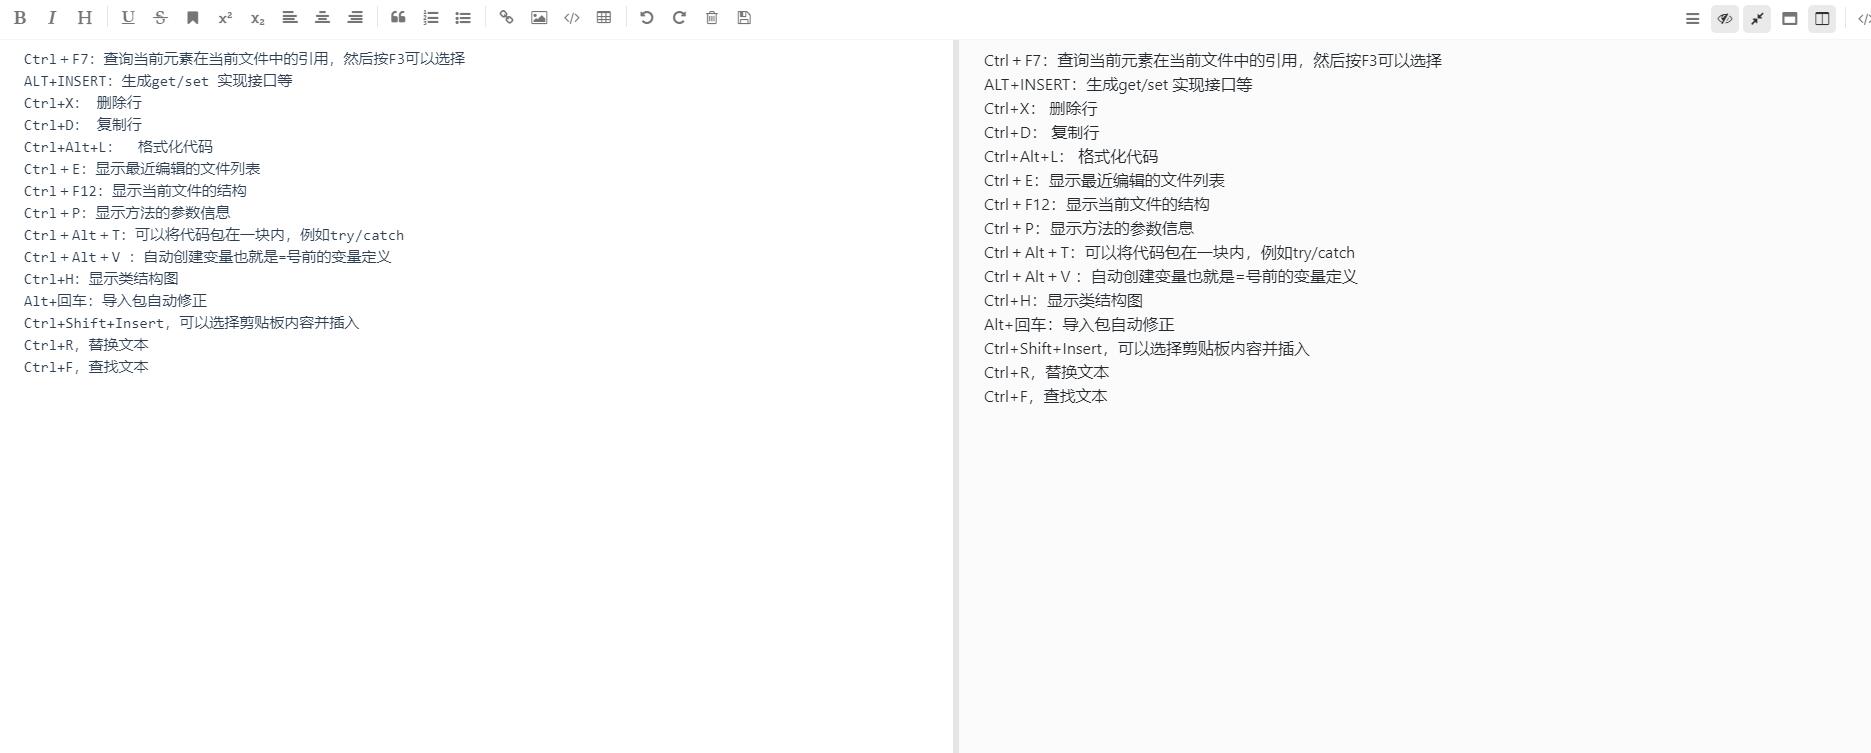 Ctrl＋F7：查询当前元素在当前文件中的引用，然后按F3可以选择
ALT+INSERT：生成get/set 实现接口等
Ctrl+X： 删除行
Ctrl+D： 复制行
Ctrl+Alt+L：  格式化代码
Ctrl＋E：显示最近编辑的文件列表
Ctrl＋F12：显示当前文件的结构
Ctrl＋P：显示方法的参数信息
Ctrl＋Alt＋T：可以将代码包在一块内，例如try/catch
Ctrl＋Alt＋V ：自动创建变量也就是=号前的变量定义
Ctrl+H：显示类结构图
Alt+回车：导入包自动修正
Ctrl+Shift+Insert，可以选择剪贴板内容并插入
Ctrl+R，替换文本
Ctrl+F，查找文本
Ctrl＋F7：查询当前元素在当前文件中的引用，然后按F3可以选择
ALT+INSERT：生成get/set 实现接口等
Ctrl+X： 删除行
Ctrl+D： 复制行
Ctrl+Alt+L： 格式化代码
Ctrl＋E：显示最近编辑的文件列表
Ctrl＋F12：显示当前文件的结构
Ctrl＋P：显示方法的参数信息
Ctrl＋Alt＋T：可以将代码包在一块内，例如try/catch
Ctrl＋Alt＋V ：自动创建变量也就是=号前的变量定义
Ctrl+H：显示类结构图
Alt+回车：导入包自动修正
Ctrl+Shift+Insert，可以选择剪贴板内容并插入
Ctrl+R，替换文本
Ctrl+F，查找文本